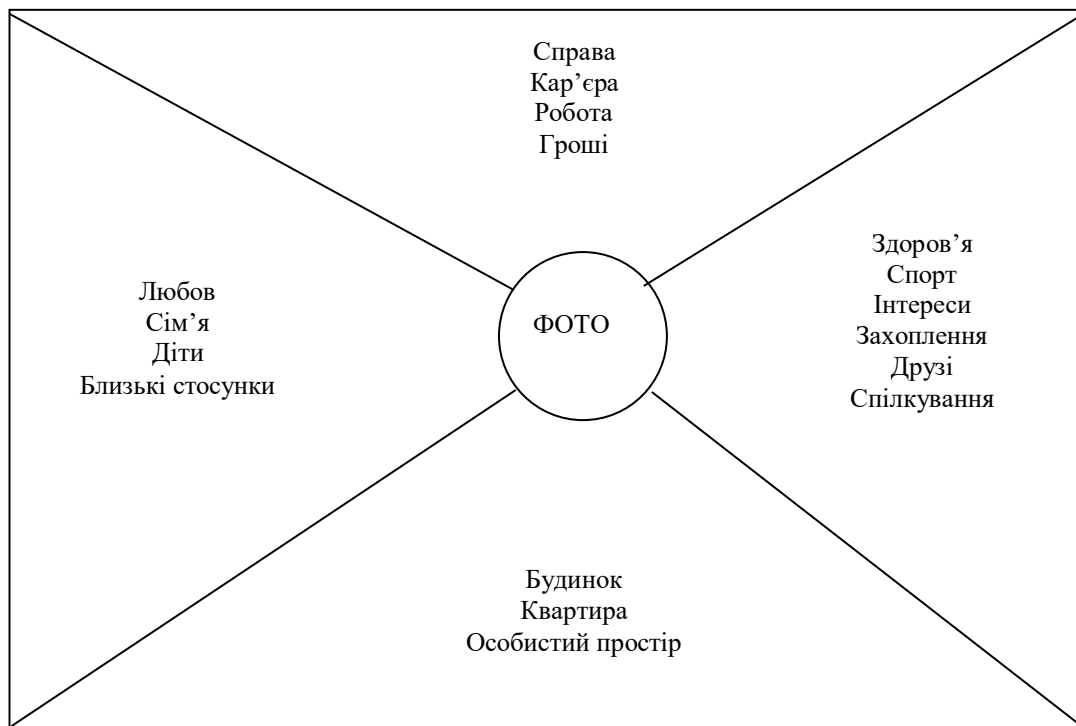 Справа
Кар’єра
Робота
Гроші
Любов
Сім’я
Діти
Близькі стосунки
ФОТО
Здоров’я
Спорт
Інтереси
Захоплення
Друзі
Спілкування
Будинок
Квартира
Особистий простір